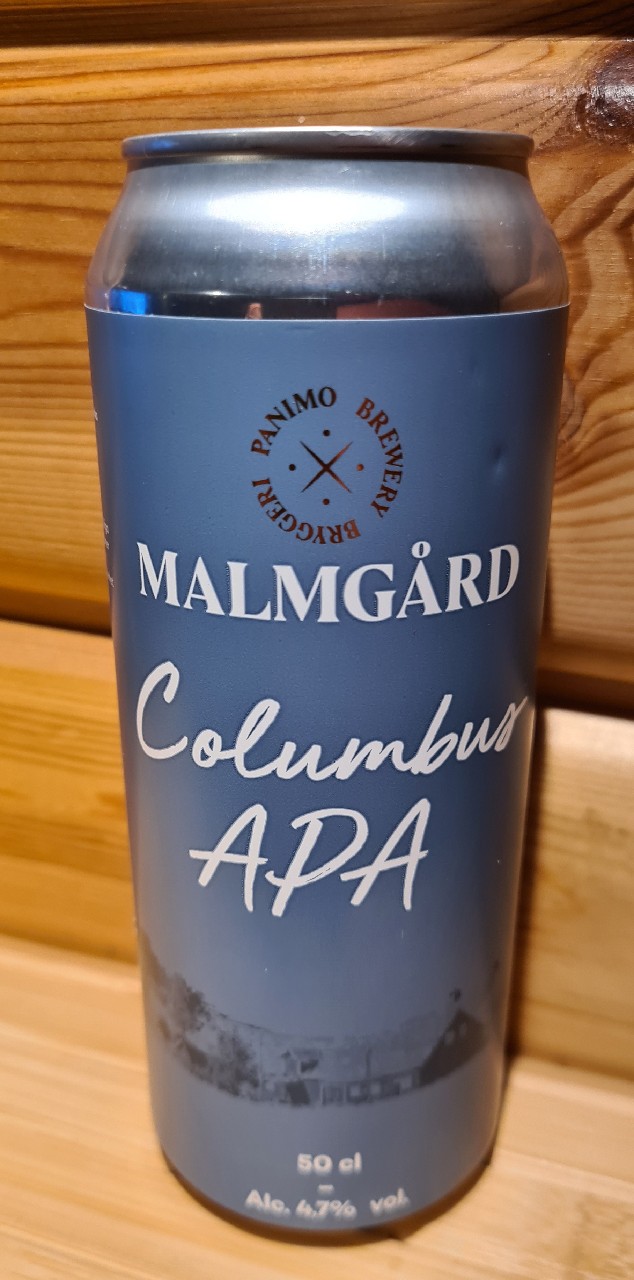 PANIMO BREWERY BRYGGERI
MALMGÅRD
Columbus
APA
50 cl
Alc. 4,7% vol.